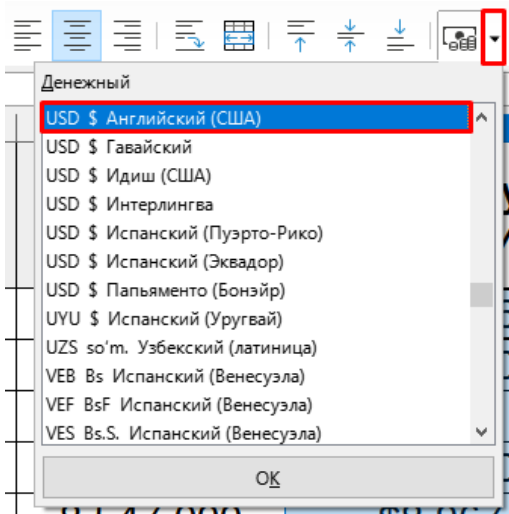 Денежный
USD $ Английский (США)
USD $ Гавайский
USD $ Идиш (США)
USD $ Интерлингва
USD $ Испанский (Пуэрто-Рико)
USD $ Испанский (Эквадор)
USD $ Папьяменто (Бонэйр)
UYU $ Испанский (Уругвай)
UZS soʻm. Узбекский (латиница)
VEB Bs Испанский (Венесуэла)
VEF BsF Испанский (Венесуэла)
VES Bs.S. Испанский (Венесуэла)
OK